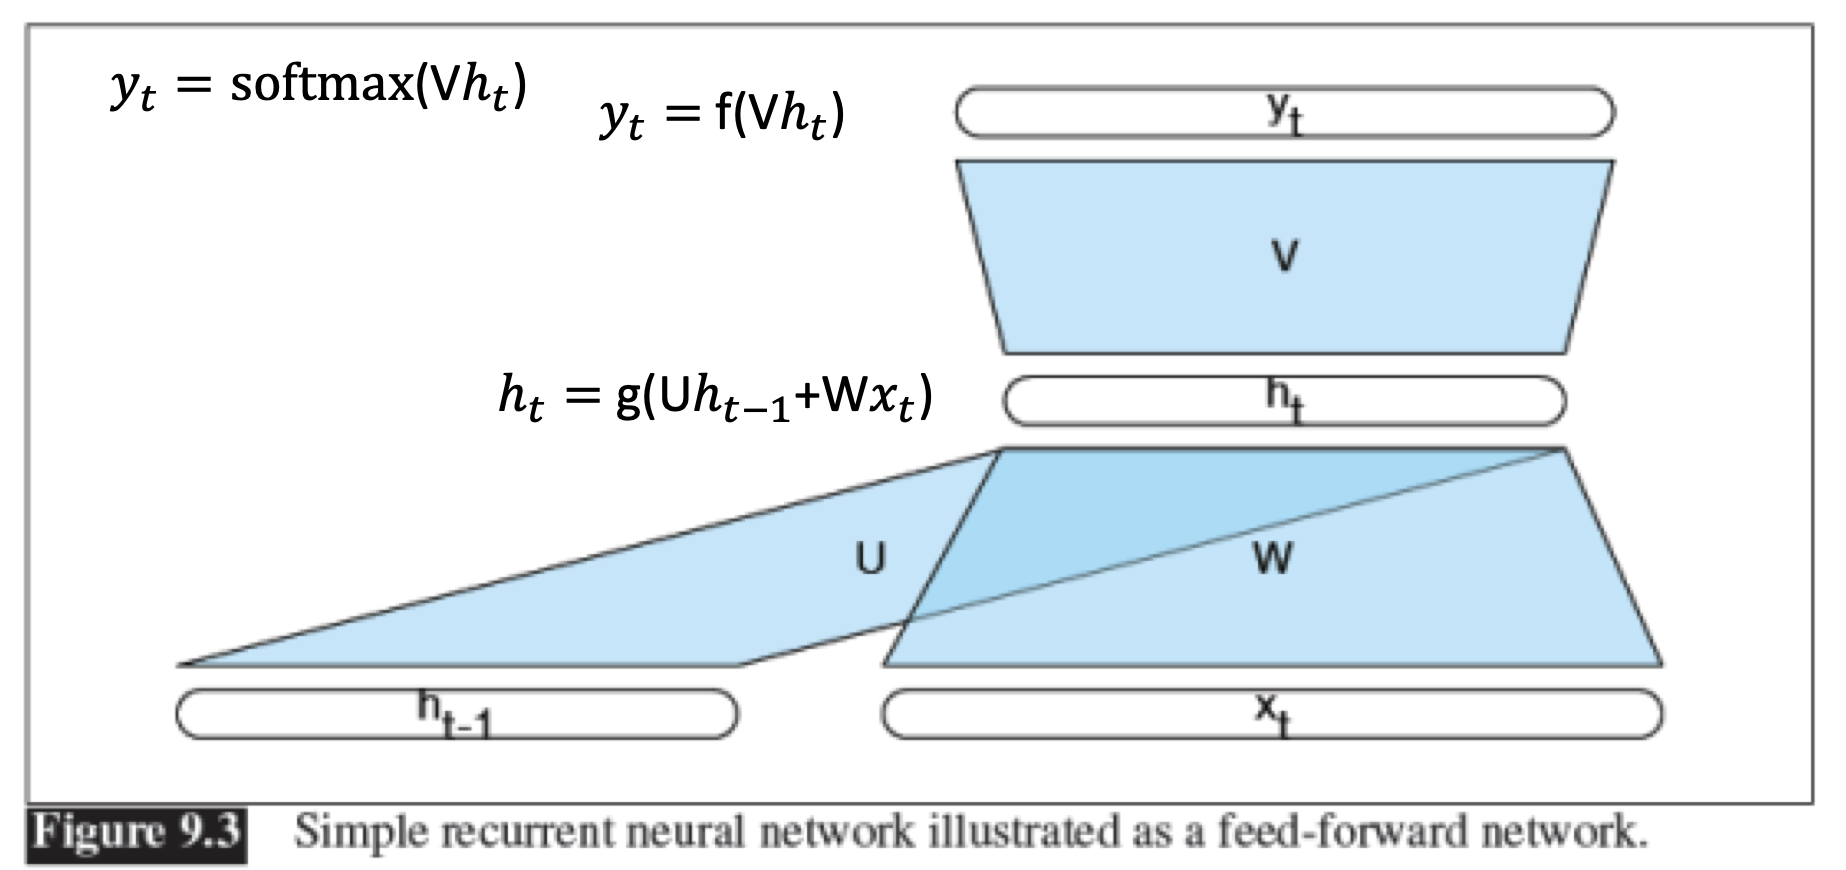 y_t = softmax(Vh_t)
y_t = f(Vh_t)
y_t
V
h_t = g(Uh_{t−1}+Wx_t)
h_t
U
W
h_{t-1}
x_t
Figure 9.3 Simple recurrent neural network illustrated as a feed-forward network.